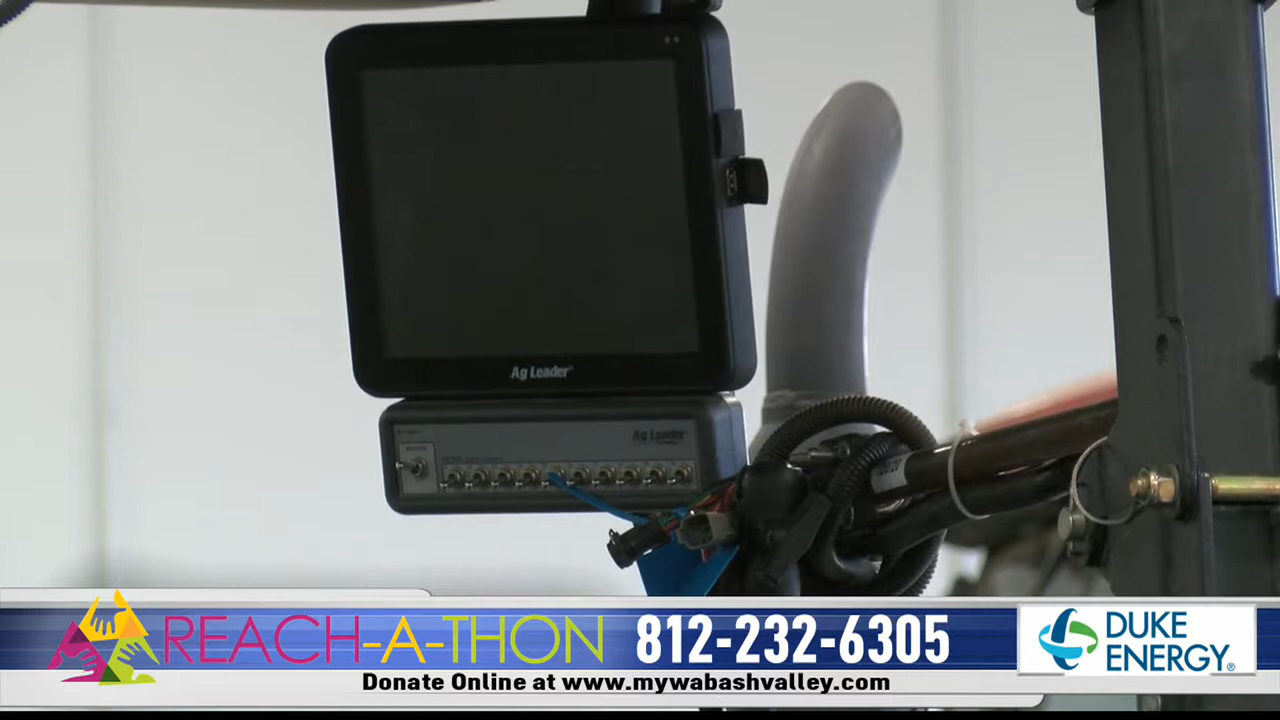 Ag Leader
Ag Leader
REACH-A-THON 812-232-6305 DUKE ENERGY®
Donate Online at www.mywabashvalley.com